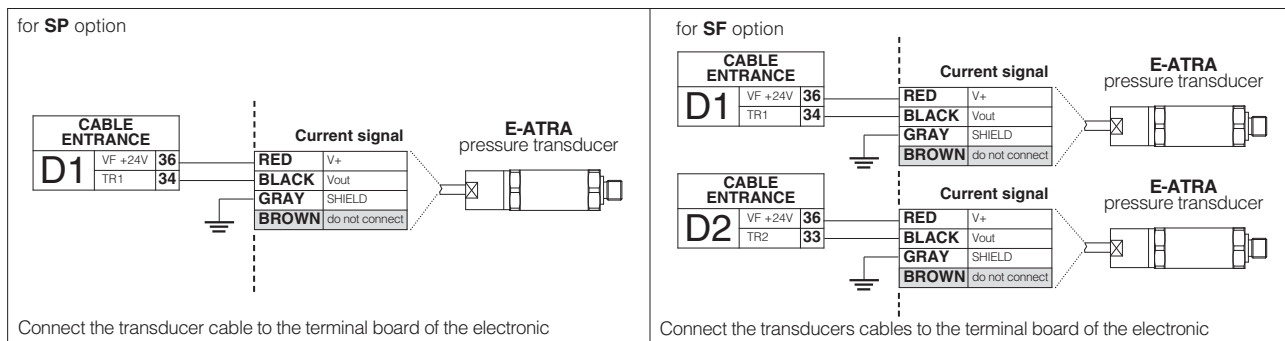 for SP option
CABLE
ENTRANCE
D1
VF +24V 36
TR1 34
Current signal
RED V+
BLACK Vout
GRAY SHIELD
BROWN do not connect
E-ATRA
pressure transducer
Connect the transducer cable to the terminal board of the electronic
for SF option
CABLE
ENTRANCE
D1
VF +24V 36
TR1 34
Current signal
RED V+
BLACK Vout
GRAY SHIELD
BROWN do not connect
E-ATRA
pressure transducer
CABLE
ENTRANCE
D2
VF +24V 36
TR2 33
Current signal
RED V+
BLACK Vout
GRAY SHIELD
BROWN do not connect
E-ATRA
pressure transducer
Connect the transducers cables to the terminal board of the electronic